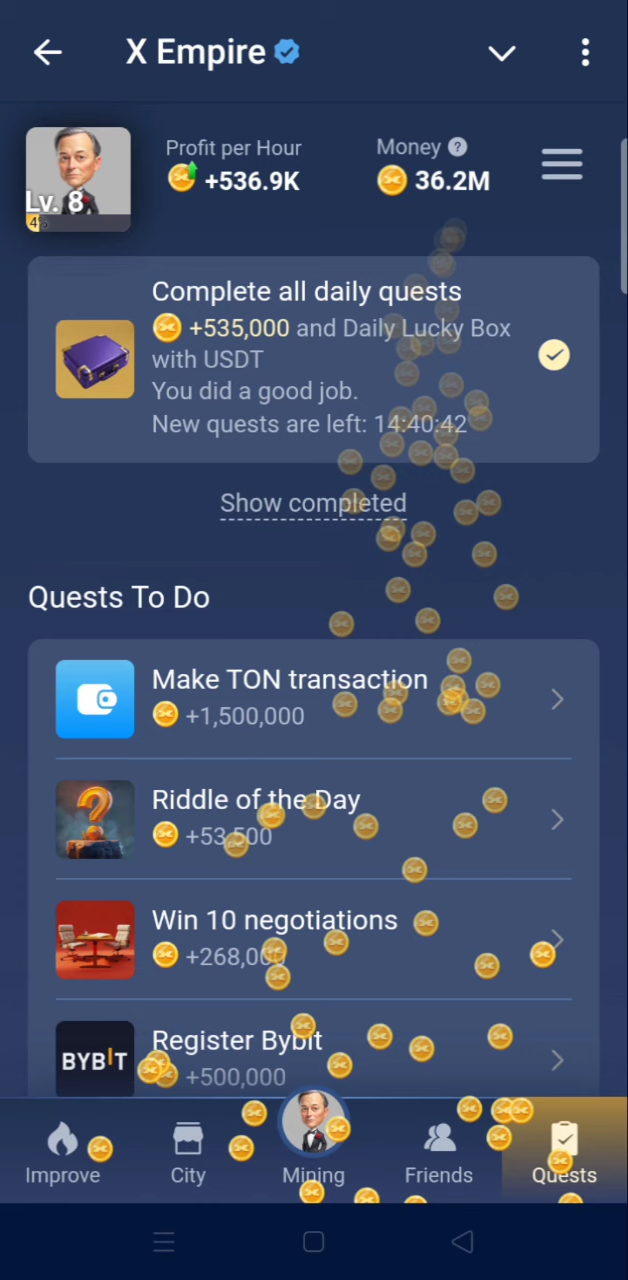 X Empire
Profit per Hour
+536.9K
Money ?
36.2M
Lv. 8
4%
Complete all daily quests
+535,000 and Daily Lucky Box
with USDT
You did a good job.
New quests are left: 14:40:42
Show completed
Quests To Do
Make TON transaction
+1,500,000
Riddle of the Day
+53,500
Win 10 negotiations
+268,000
Register Bybit
BYBIT
+500,000
Improve
City
Mining
Friends
Quests